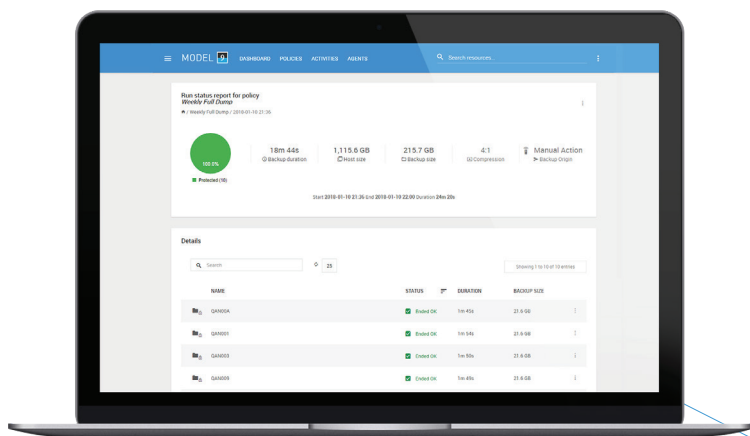 MODEL 9 DASHBOARD POLICIES ACTIVITIES AGENTS Search resources...
Run status report for policy
Weekly Full Dump
/ Weekly Full Dump / 2018-01-10 21:36
100.0%
Protected (10)
18m 44s
Backup duration
1,115.6 GB
Host size
215.7 GB
Backup size
4:1
Compression
Manual Action
Backup Origin
Start 2018-01-10 21:36 End 2018-01-10 22:00 Duration 24m 20s
Details
Search 25 Showing 1 to 10 of 10 entries
NAME STATUS DURATION BACKUP SIZE
QAN00A Ended OK 1m 45s 21.6 GB
QAN001 Ended OK 1m 54s 21.6 GB
QAN003 Ended OK 1m 50s 21.6 GB
QAN009 Ended OK 1m 49s 21.6 GB